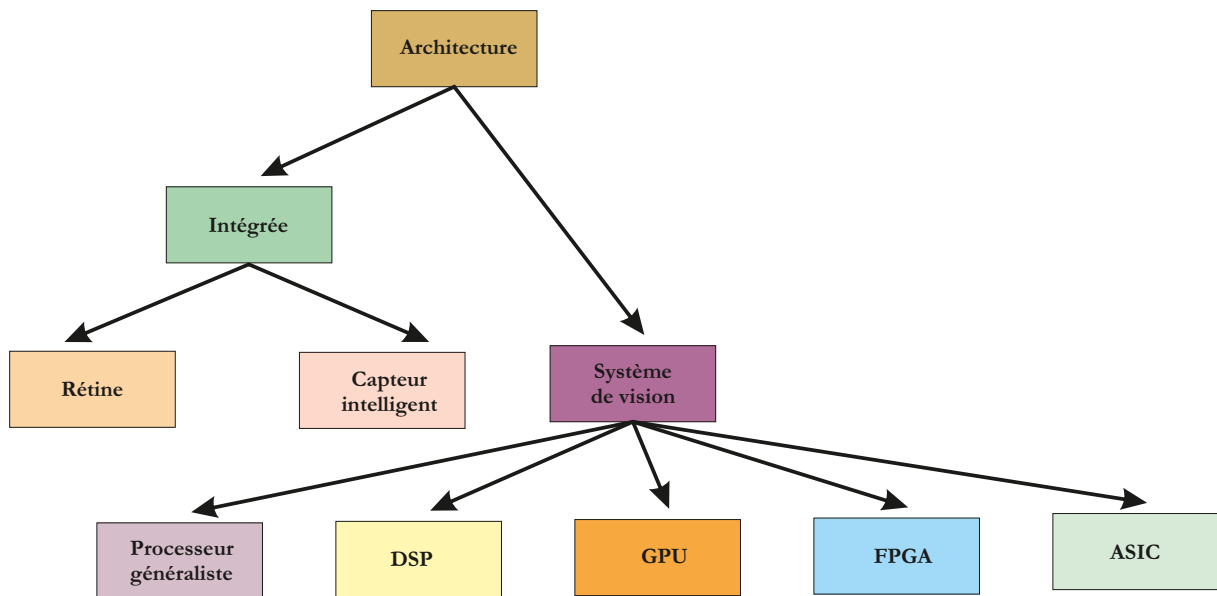 Architecture
Intégrée
Rétine
Capteur
intelligent
Système
de vision
Processeur
généraliste
DSP
GPU
FPGA
ASIC